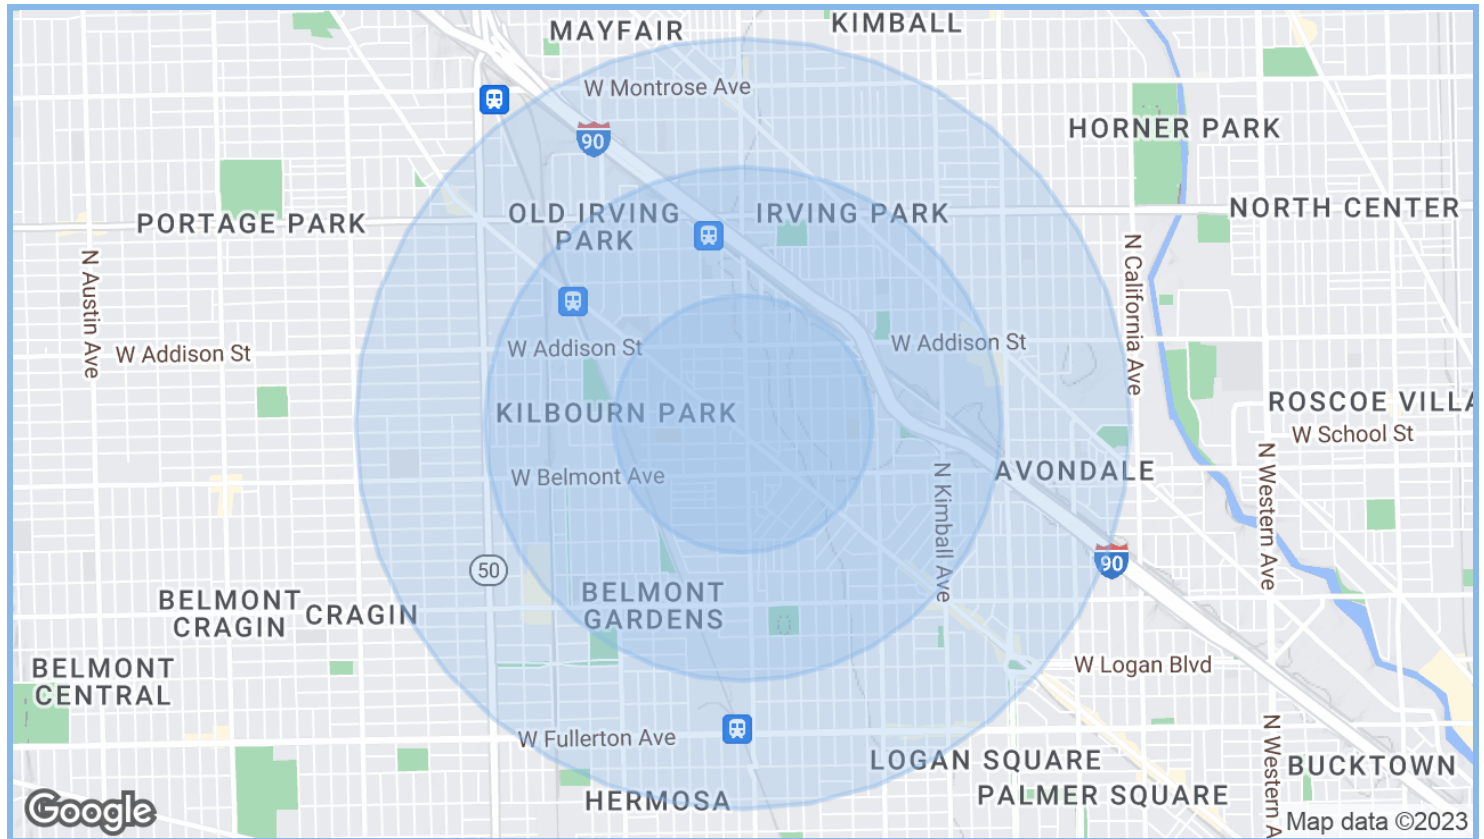 MAYFAIR
KIMBALL
W Montrose Ave
90
HORNER PARK
PORTAGE PARK
OLD IRVING
PARK
IRVING PARK
NORTH CENTER
N Austin Ave
N California Ave
W Addison St
W Addison St
W Addison St
KILBOURN PARK
ROSCOE VILLA
W School St
W Belmont Ave
N Kimball Ave
AVONDALE
N Western Ave
50
90
BELMONT
CRAGIN
CRAGIN
BELMONT
GARDENS
BELMONT
CENTRAL
W Logan Blvd
W Fullerton Ave
N Western A
LOGAN SQUARE
BUCKTOWN
HERMOSA
PALMER SQUARE
Google
Map data ©2023